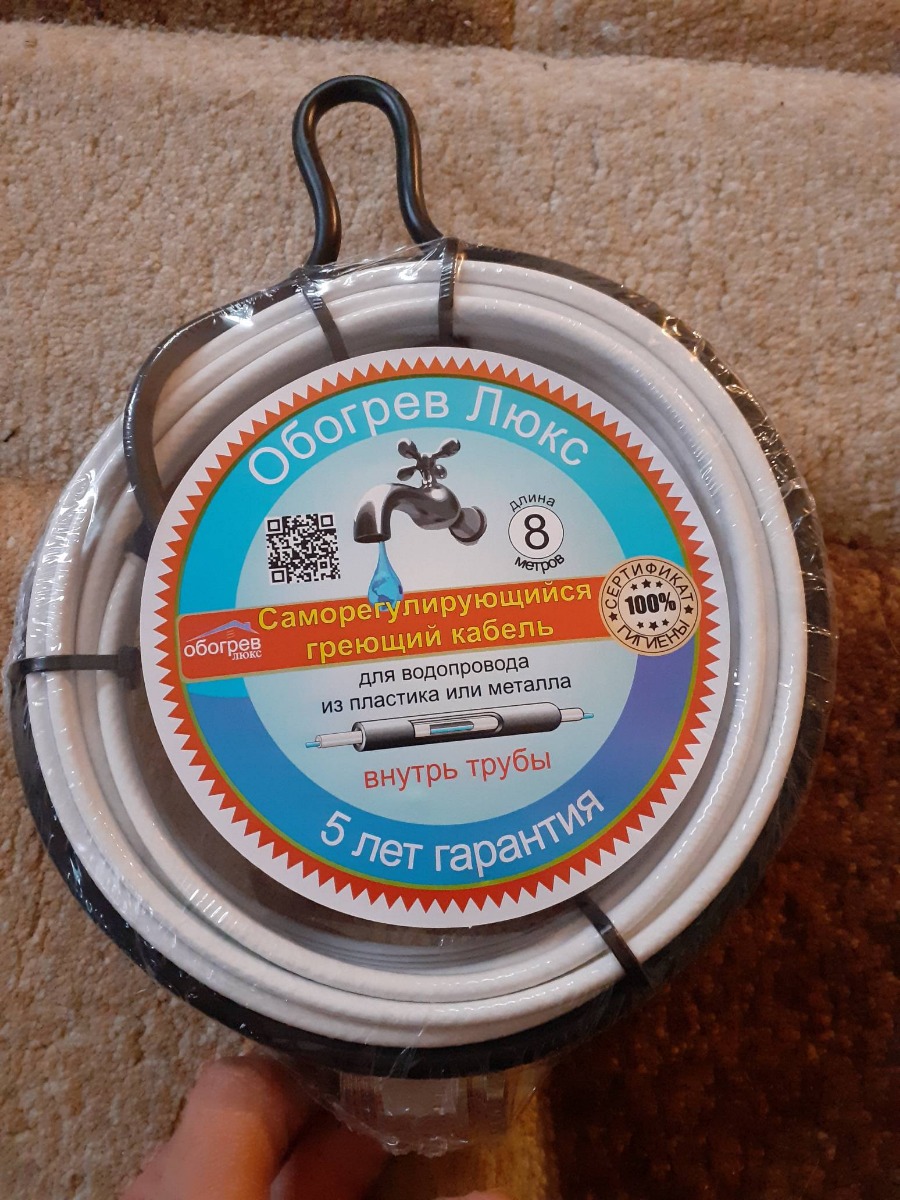 Обогрев Люкс
длина
8
метров
Саморегулирующийся
греющий кабель
обогрев
люкс
СЕРТИФИКАТ
100%
ГИГИЕНЫ
для водопровода
из пластика или металла
внутрь трубы
5 лет гарантия